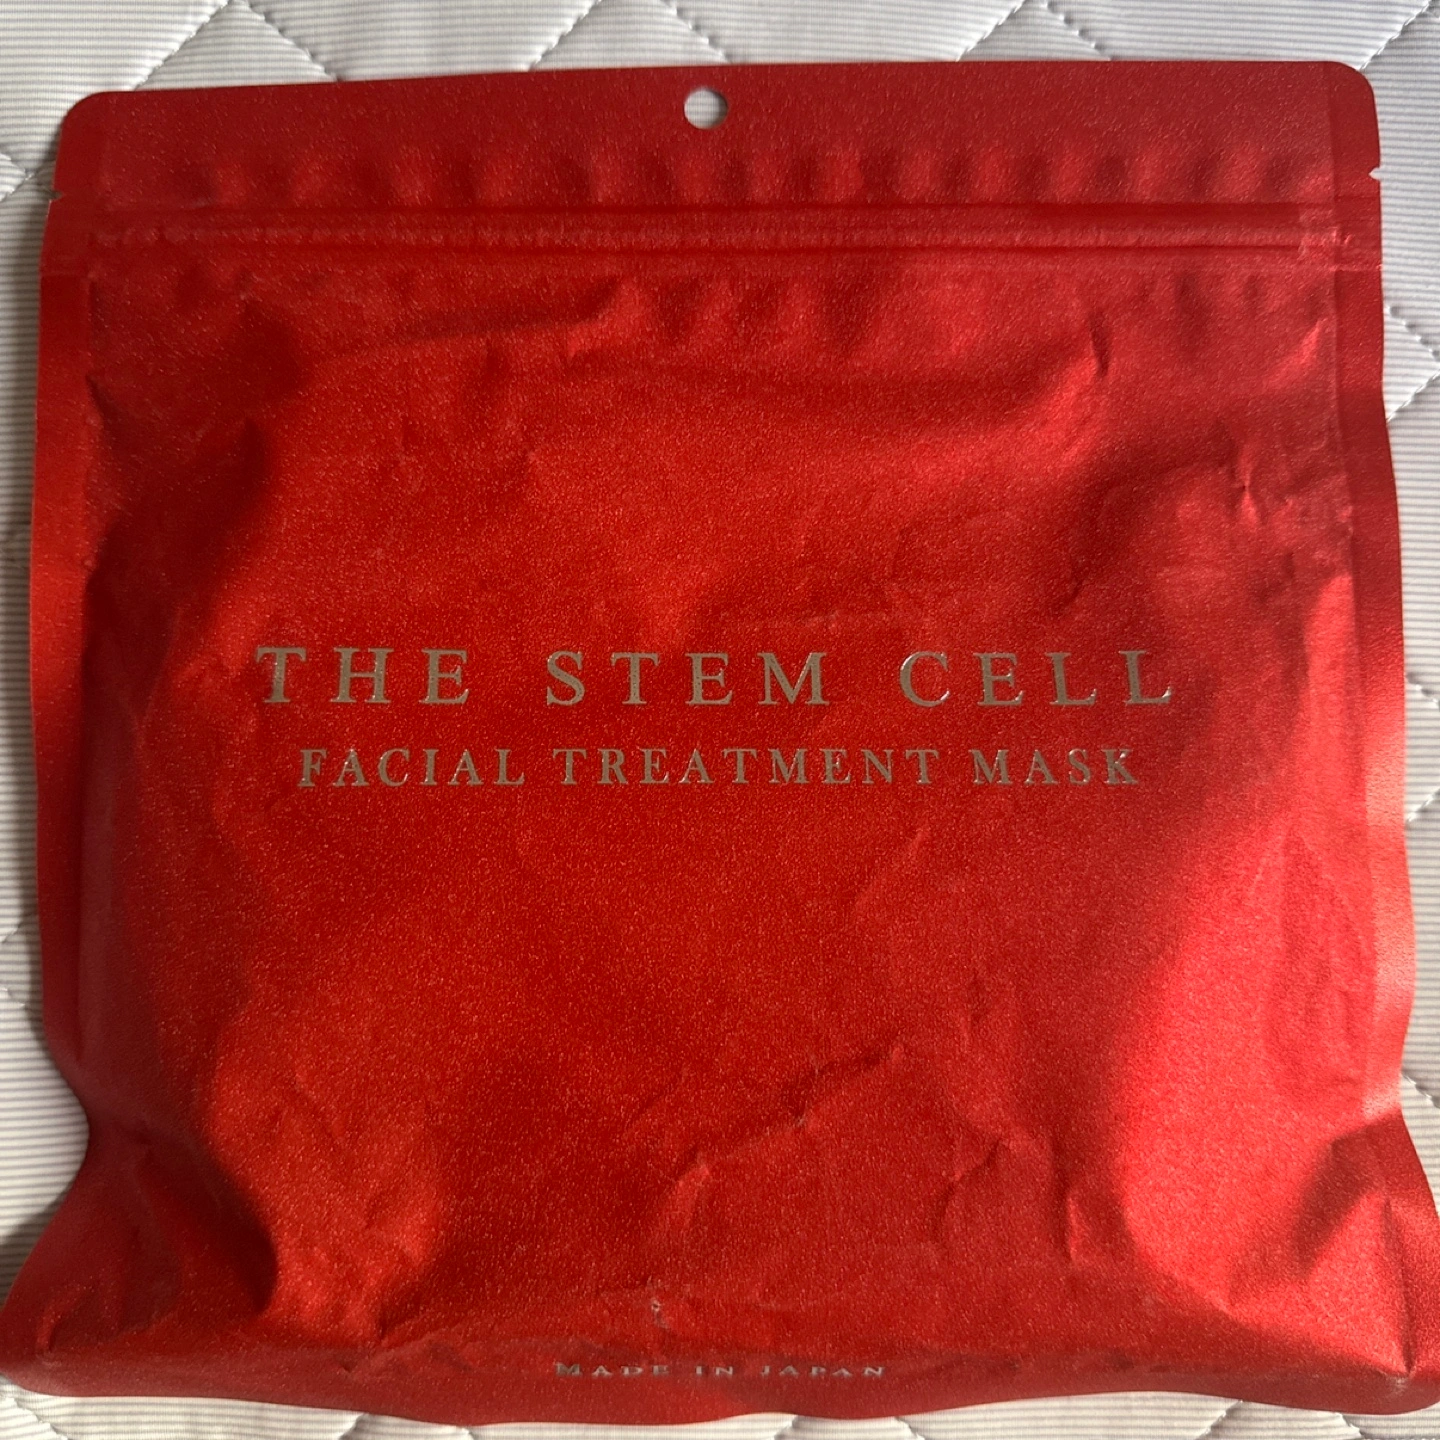 THE STEM CELL
FACIAL TREATMENT MASK
MADE IN JAPAN